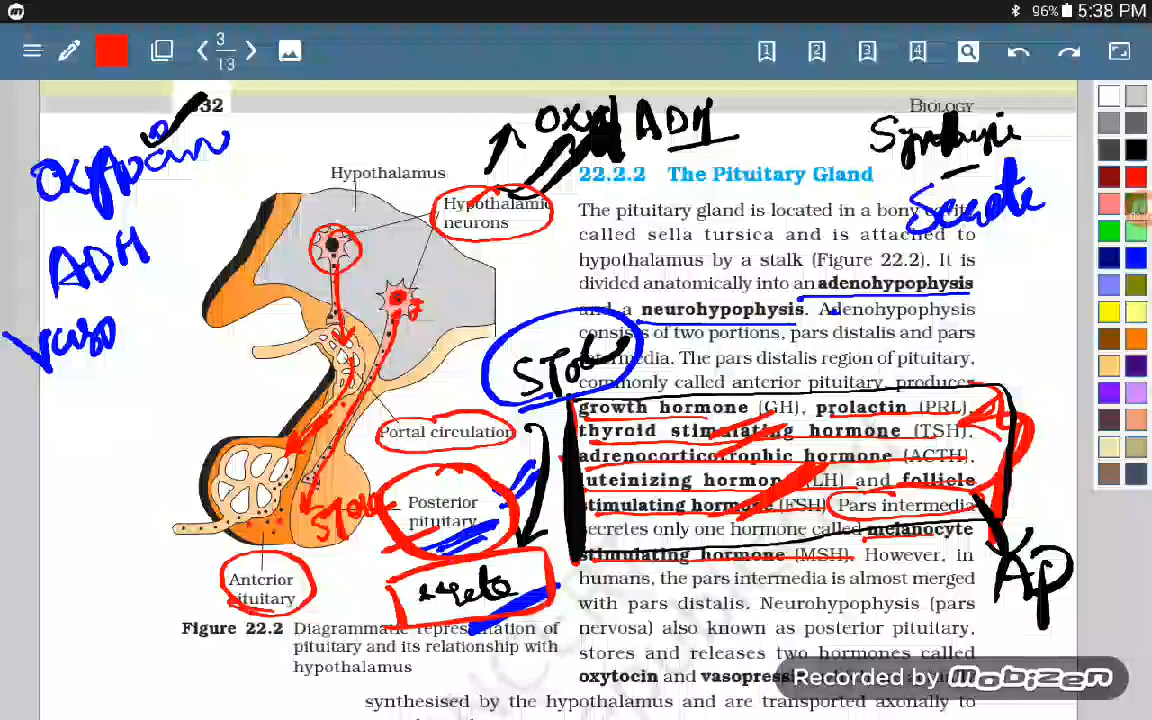 96% 5:38 PM
3
13
1 2 3 4
332
BIOLOGY
Oxytocin
ADH
Vaso
Oxy ADH
Synthesis
Secrete
Hypothalamus
Hypothalamic
neurons
Portal circulation
Store
Posterior
pituitary
Anterior
pituitary
Store
Figure 22.2 Diagrammatic representation of
pituitary and its relationship with
hypothalamus
22.2.2 The Pituitary Gland
The pituitary gland is located in a bony cavity
called sella tursica and is attached to
hypothalamus by a stalk (Figure 22.2). It is
divided anatomically into an adenohypophysis
and a neurohypophysis. Adenohypophysis
consists of two portions, pars distalis and pars
intermedia. The pars distalis region of pituitary,
commonly called anterior pituitary, produces
growth hormone (GH), prolactin (PRL),
thyroid stimulating hormone (TSH),
adrenocorticotrophic hormone (ACTH),
luteinizing hormone (LH) and follicle
stimulating hormone (FSH). Pars intermedia
secretes only one hormone called melanocyte
stimulating hormone (MSH). However, in
humans, the pars intermedia is almost merged
with pars distalis. Neurohypophysis (pars
nervosa) also known as posterior pituitary,
stores and releases two hormones called
oxytocin and vasopressin
synthesised by the hypothalamus and are transported axonally to
AP
Recorded by Mobizen